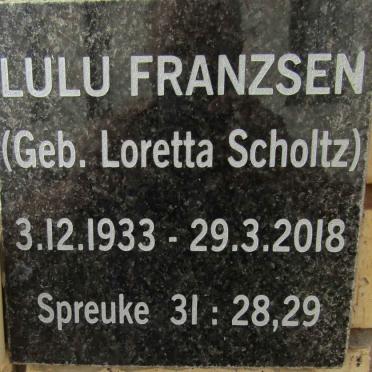 LULU FRANZSEN
(Geb. Loretta Scholtz)
3.12.1933 - 29.3.2018
Spreuke 31 : 28,29